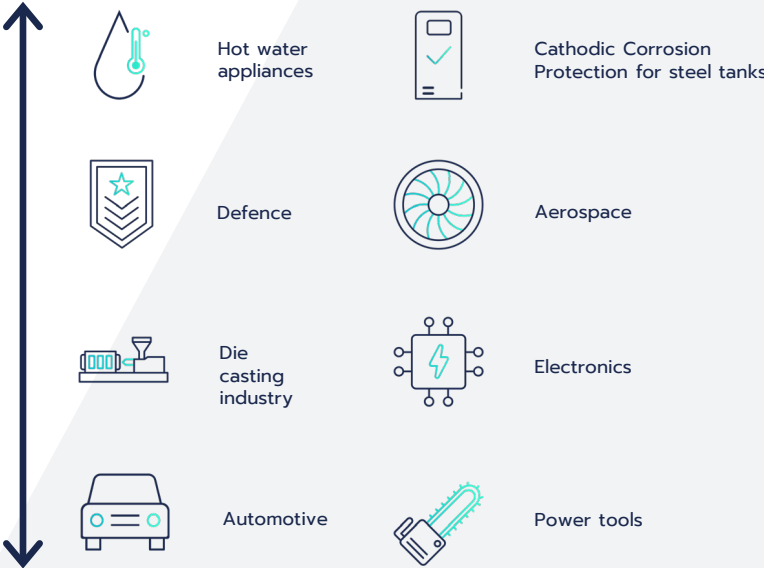 Hot water
appliances
Cathodic Corrosion
Protection for steel tanks
Defence
Aerospace
Die
casting
industry
Electronics
Automotive
Power tools